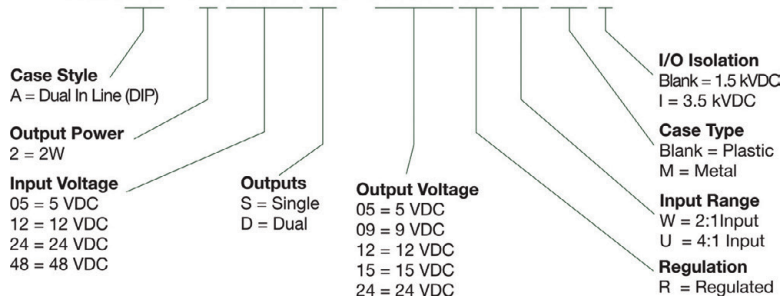 Case Style
A = Dual In Line (DIP)
Output Power
2 = 2W
Input Voltage
05 = 5 VDC
12 = 12 VDC
24 = 24 VDC
48 = 48 VDC
Outputs
S = Single
D = Dual
Output Voltage
05 = 5 VDC
09 = 9 VDC
12 = 12 VDC
15 = 15 VDC
24 = 24 VDC
I/O Isolation
Blank = 1.5 kVDC
I = 3.5 kVDC
Case Type
Blank = Plastic
M = Metal
Input Range
W = 2:1Input
U = 4:1 Input
Regulation
R = Regulated